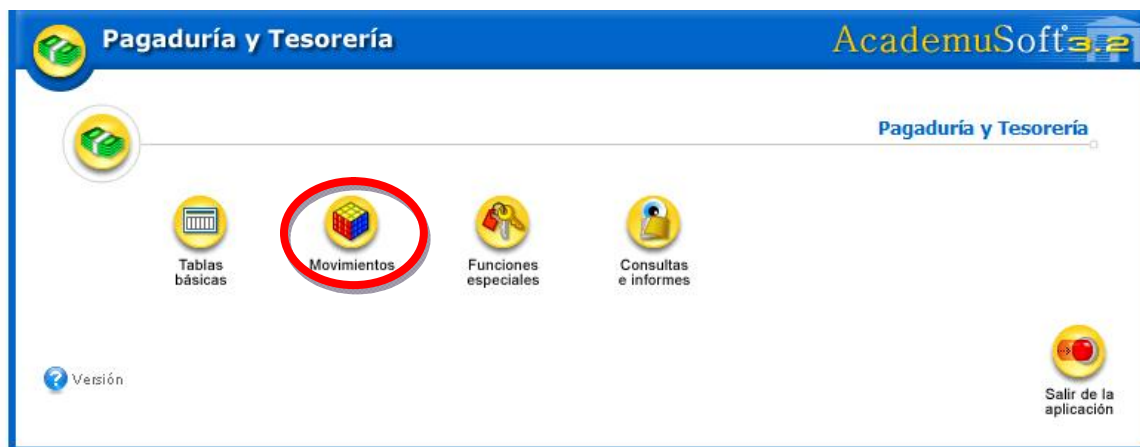 Pagaduría y Tesorería
AcademuSoft 3.2
Pagaduría y Tesorería
Tablas
básicas
Movimientos
Funciones
especiales
Consultas
e informes
Versión
Salir de la
aplicación